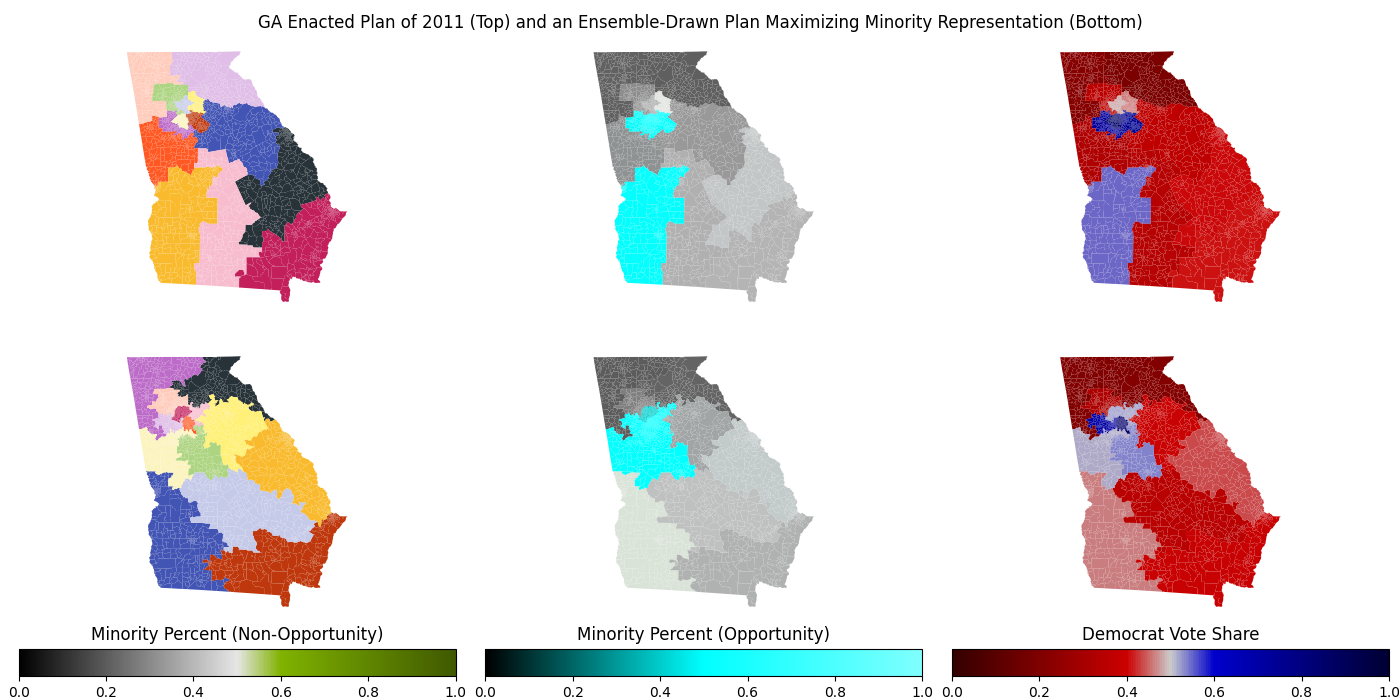 GA Enacted Plan of 2011 (Top) and an Ensemble-Drawn Plan Maximizing Minority Representation (Bottom)
Minority Percent (Non-Opportunity)
0.0 0.2 0.4 0.6 0.8 1.0
Minority Percent (Opportunity)
0.0 0.2 0.4 0.6 0.8 1.0
Democrat Vote Share
0.0 0.2 0.4 0.6 0.8 1.0